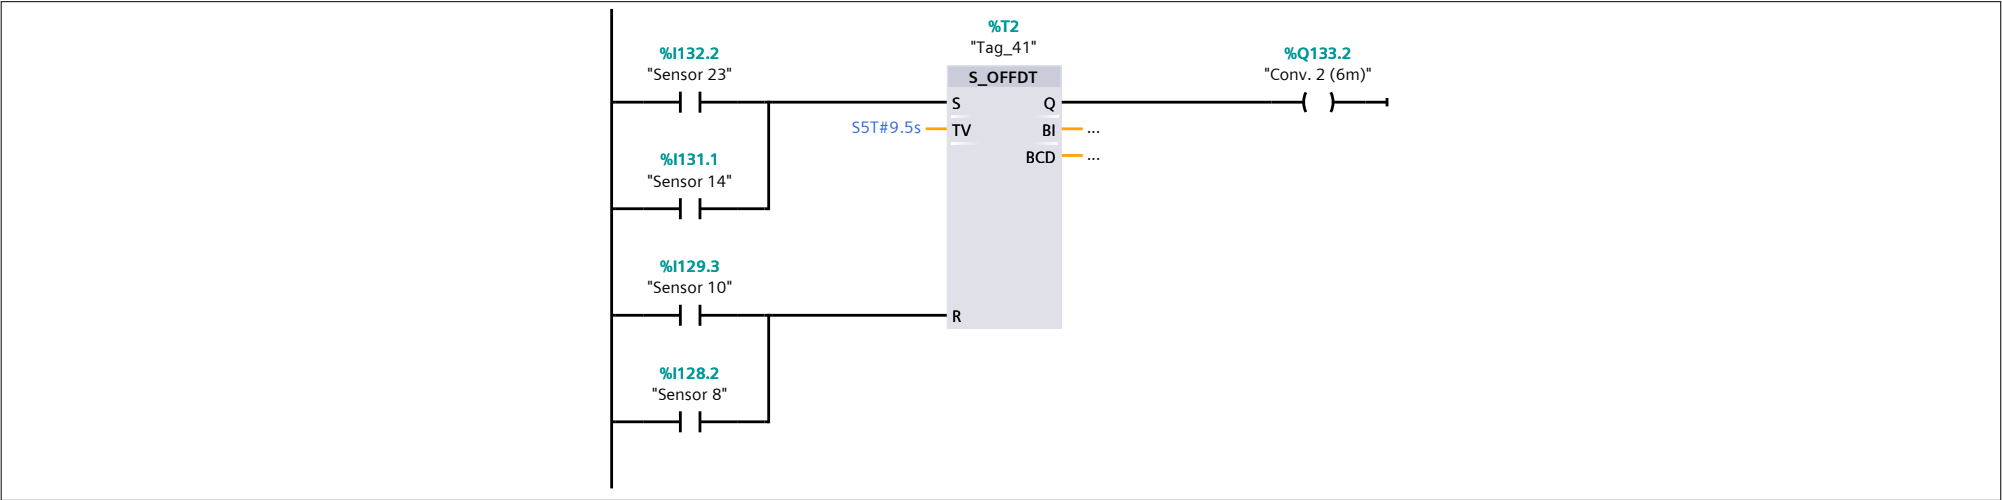 %T2
"Tag_41"
%I132.2
"Sensor 23"
%Q133.2
"Conv. 2 (6m)"
S_OFFDT
S
Q
S5T#9.5s
TV
BI
...
BCD
...
%I131.1
"Sensor 14"
%I129.3
"Sensor 10"
R
%I128.2
"Sensor 8"